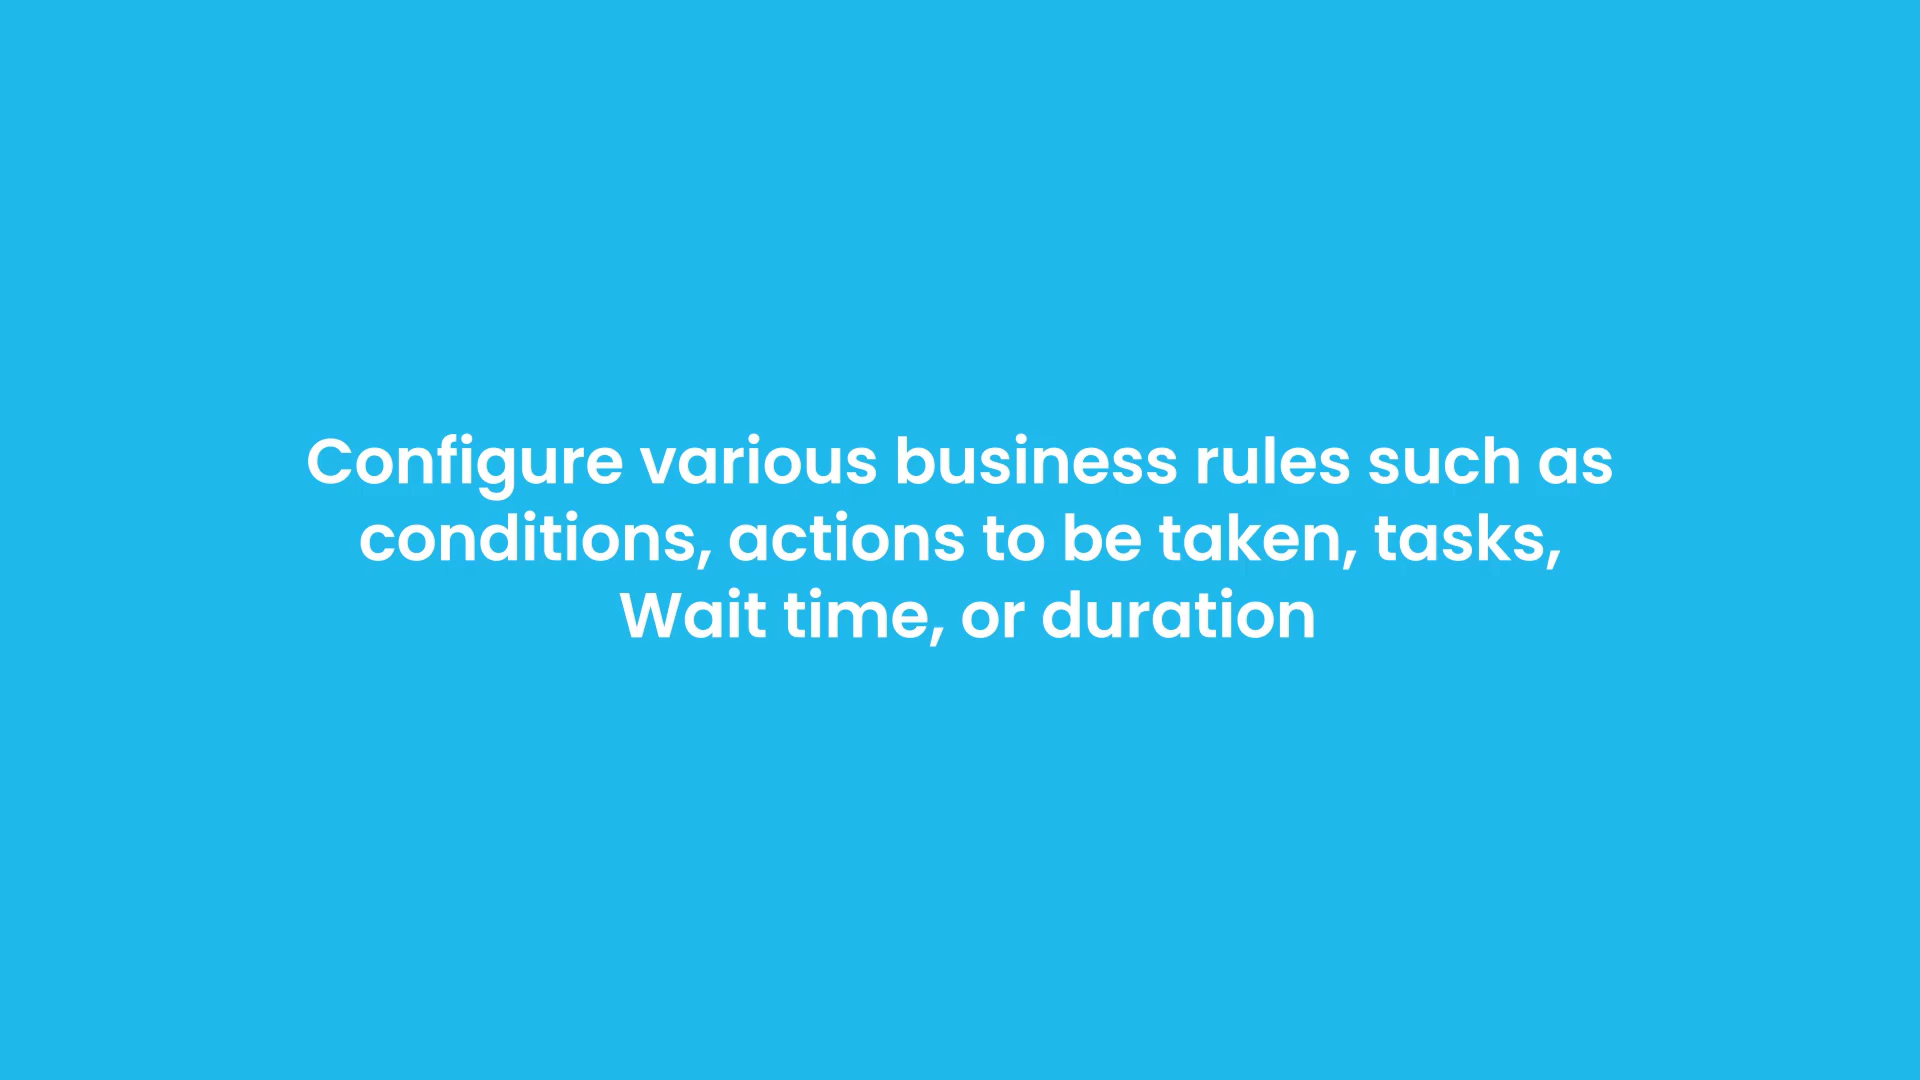 Configure various business rules such as
conditions, actions to be taken, tasks,
Wait time, or duration